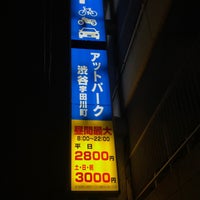 アットパーク
渋谷宇田川町
昼間最大
8:00~22:00
平日
2800円
土・日・祝
3000円